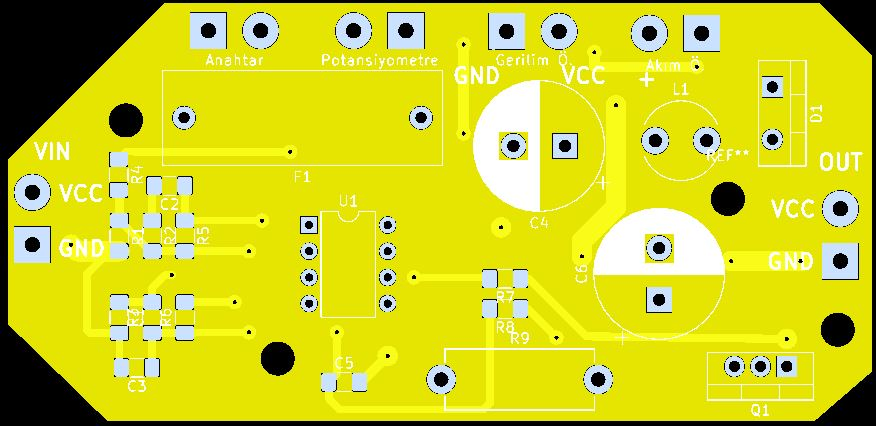 Anahtar
Potansiyometre
Gerilim Ö.
Akım Ö.
GND
VCC
+
L1
D1
REF**
VIN
VCC
GND
R4
C2
R1
R2
R5
F1
U1
C4
+
OUT
VCC
GND
C6
+
R6
C3
C5
R7
R8
R9
Q1